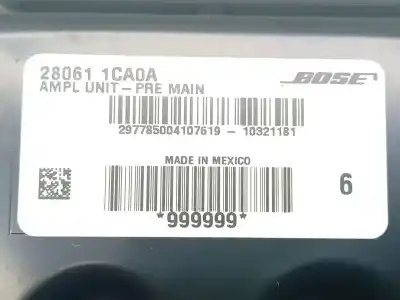 28061 1CA0A
BOSE
AMPL UNIT-PRE MAIN
297785004107619 - 10321181
MADE IN MEXICO
6
*999999*